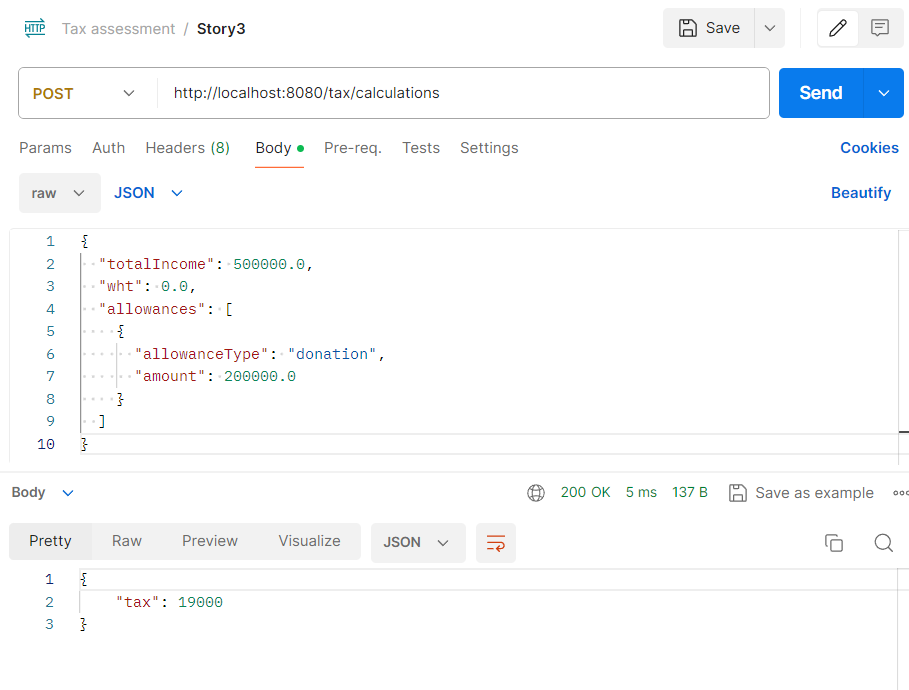 HTTP Tax assessment / Story3 Save
POST http://localhost:8080/tax/calculations Send
Params Auth Headers (8) Body Pre-req. Tests Settings Cookies
raw JSON Beautify
1 {
2 "totalIncome": 500000.0,
3 "wht": 0.0,
4 "allowances": [
5 {
6 "allowanceType": "donation",
7 "amount": 200000.0
8 }
9 ]
10 }
Body 200 OK 5 ms 137 B Save as example
Pretty Raw Preview Visualize JSON
1 {
2 "tax": 19000
3 }